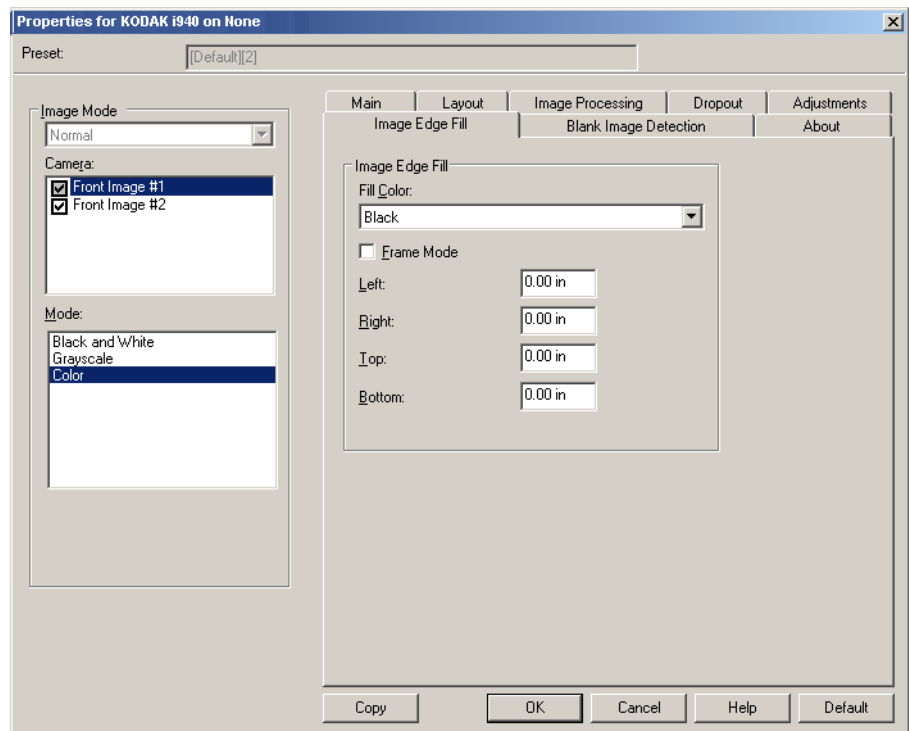 Properties for KODAK i940 on None
Preset:
[Default][2]
Image Mode
Normal
Camera:
Front Image #1
Front Image #2
Mode:
Black and White
Grayscale
Color
Main
Layout
Image Processing
Dropout
Adjustments
Image Edge Fill
Blank Image Detection
About
Image Edge Fill
Fill Color:
Black
Frame Mode
Left:
0.00 in
Right:
0.00 in
Top:
0.00 in
Bottom:
0.00 in
Copy
OK
Cancel
Help
Default